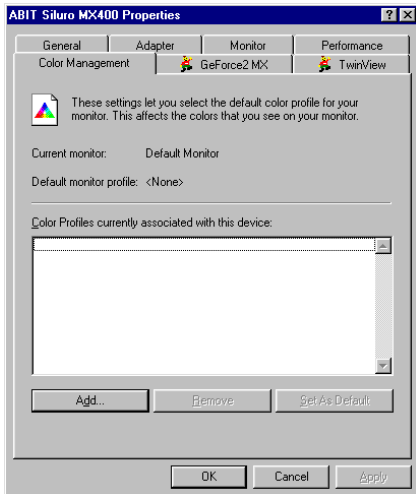 ABIT Siluro MX400 Properties
General Adapter Monitor Performance
Color Management GeForce2 MX TwinView
These settings let you select the default color profile for your
monitor. This affects the colors that you see on your monitor.
Current monitor: Default Monitor
Default monitor profile: <None>
Color Profiles currently associated with this device:
Add... Remove Set As Default
OK Cancel Apply